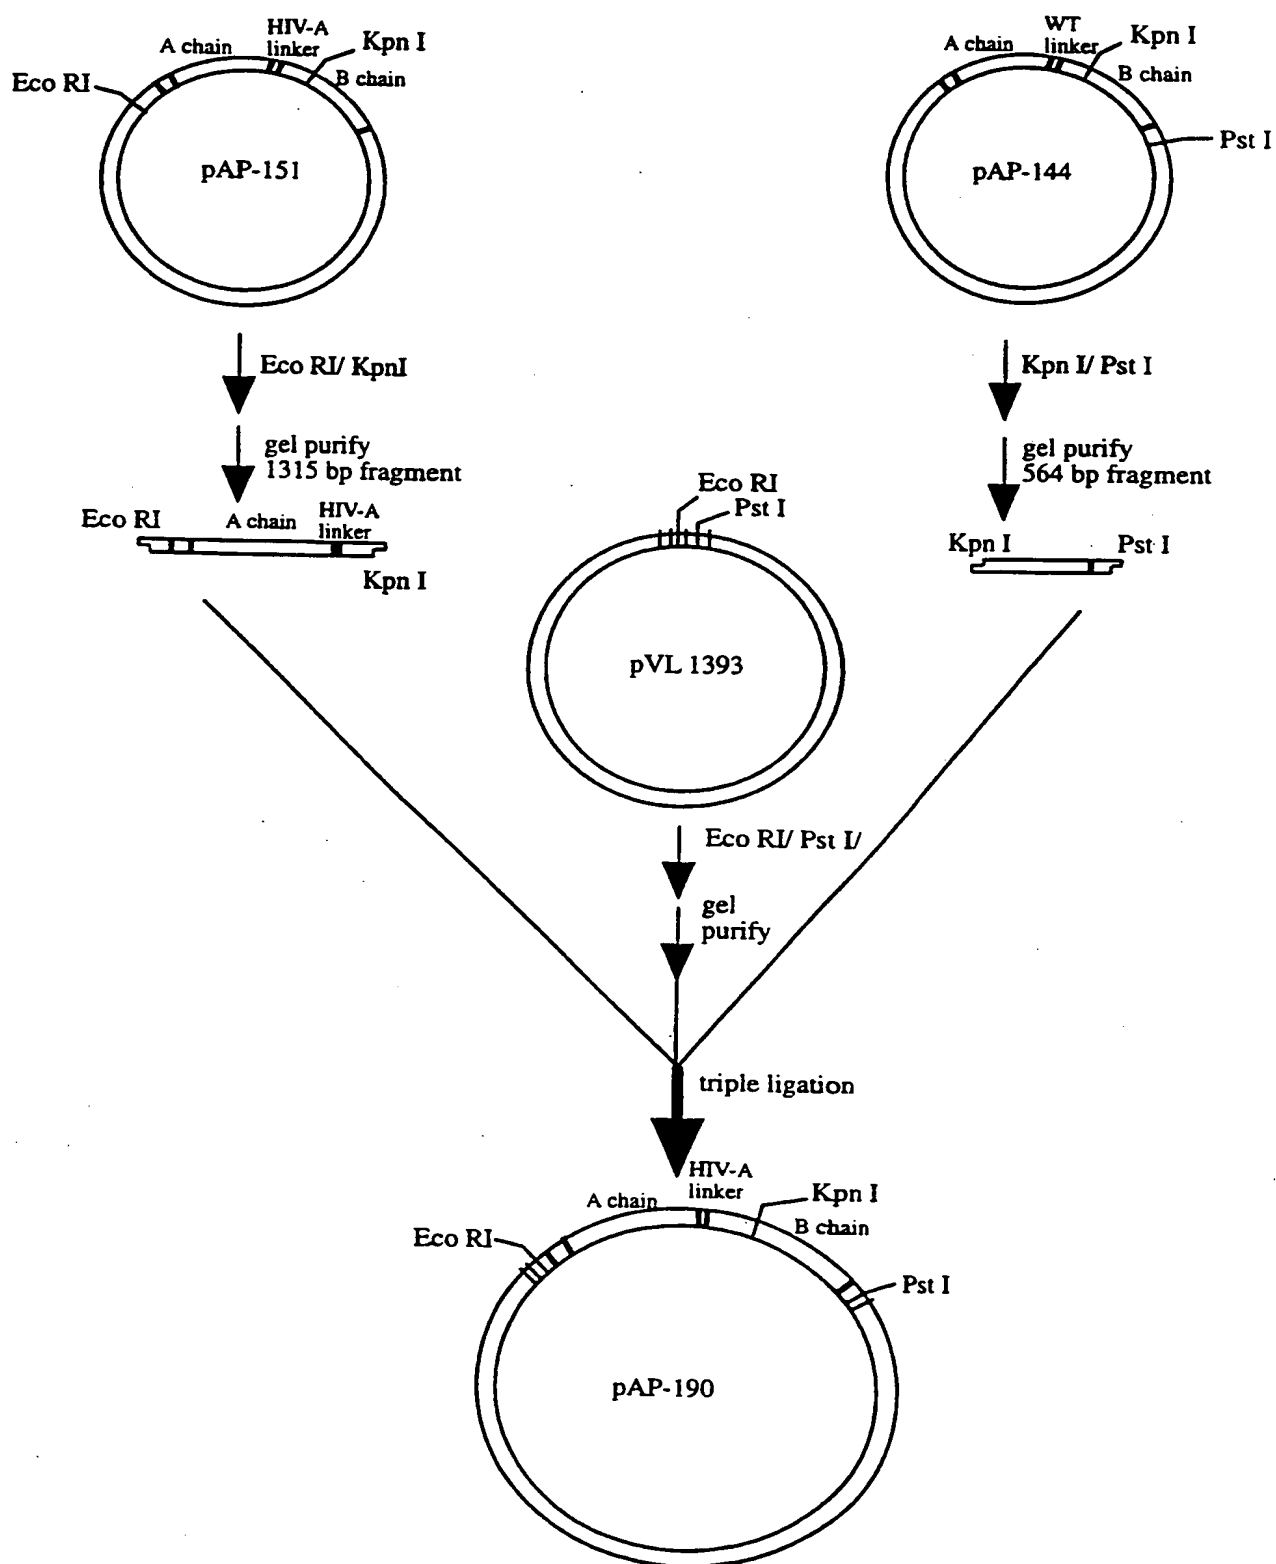 A chain
HIV-A
linker
Kpn I
Eco RI
B chain
pAP-151
A chain
WT
linker
Kpn I
B chain
Pst I
pAP-144
Eco RI/ KpnI
gel purify
1315 bp fragment
Kpn I/ Pst I
gel purify
564 bp fragment
Eco RI
A chain
HIV-A
linker
Kpn I
Eco RI
Pst I
Kpn I
Pst I
pVL 1393
Eco RI/ Pst I/
gel
purify
triple ligation
HIV-A
linker
A chain
Kpn I
B chain
Eco RI
Pst I
pAP-190